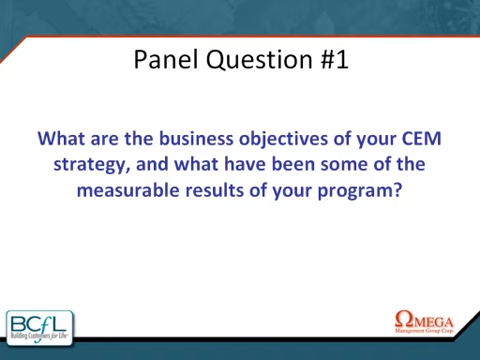 Panel Question #1
What are the business objectives of your CEM
strategy, and what have been some of the
measurable results of your program?
BCfL
Building Customers for Life
ΩMEGA
Management Group Corp.